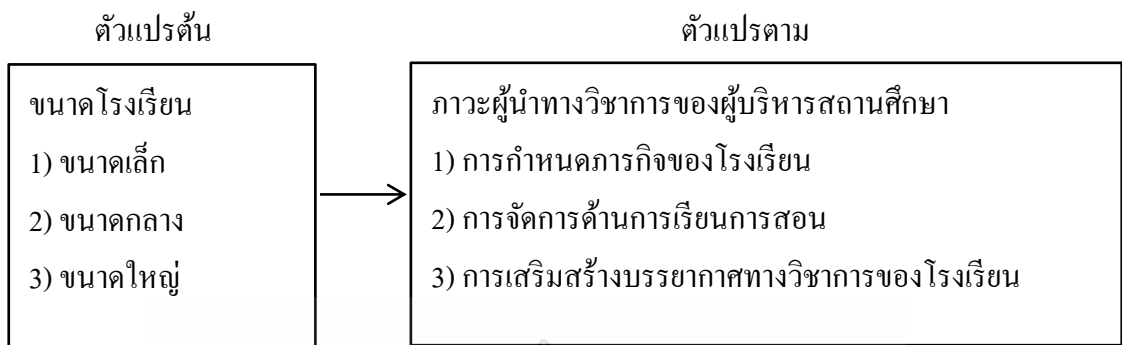 ตัวแปรต้น
ตัวแปรตาม
ขนาดโรงเรียน
1) ขนาดเล็ก
2) ขนาดกลาง
3) ขนาดใหญ่
ภาวะผู้นำทางวิชาการของผู้บริหารสถานศึกษา
1) การกำหนดภารกิจของโรงเรียน
2) การจัดการด้านการเรียนการสอน
3) การเสริมสร้างบรรยากาศทางวิชาการของโรงเรียน